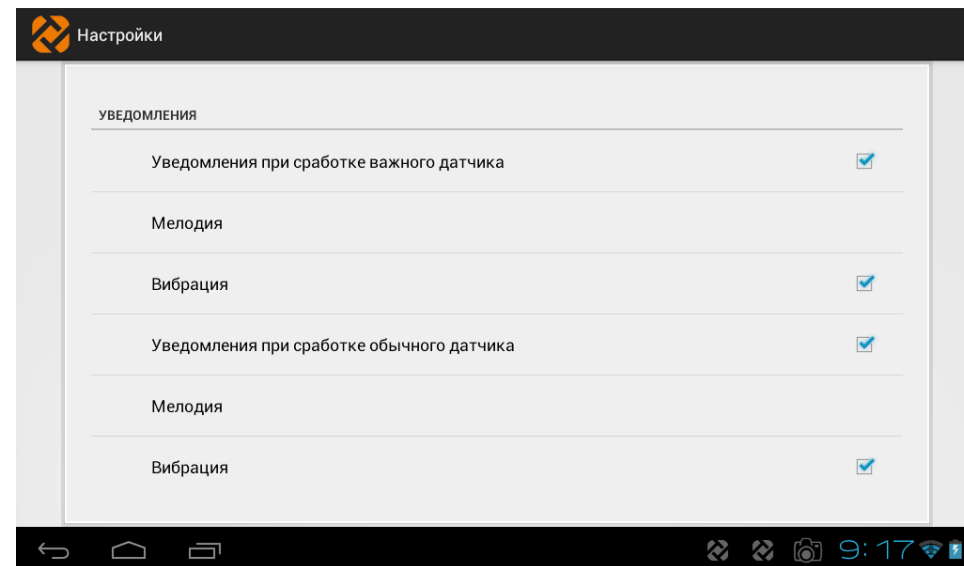 Настройки
УВЕДОМЛЕНИЯ
Уведомления при сработке важного датчика
Мелодия
Вибрация
Уведомления при сработке обычного датчика
Мелодия
Вибрация
9:17